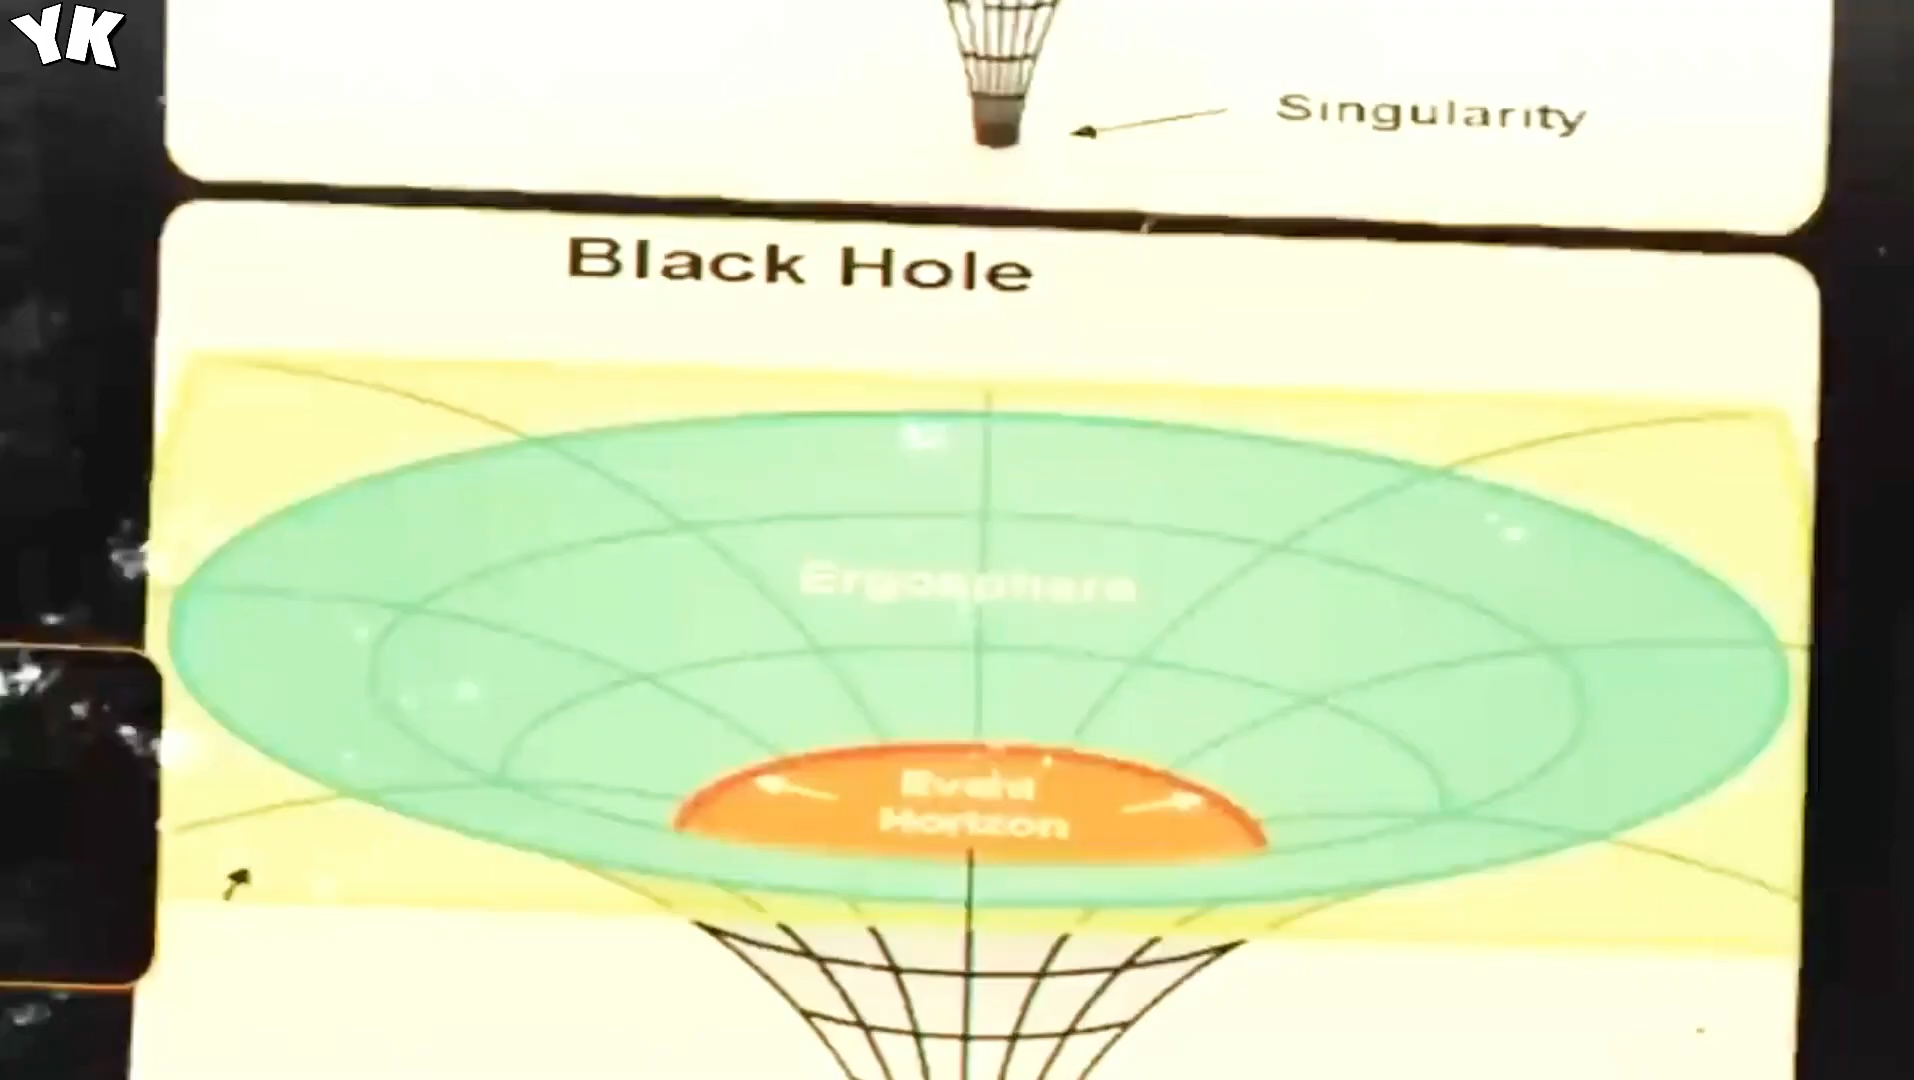 YK
Singularity
Black Hole
Ergosphere
Event
Horizon